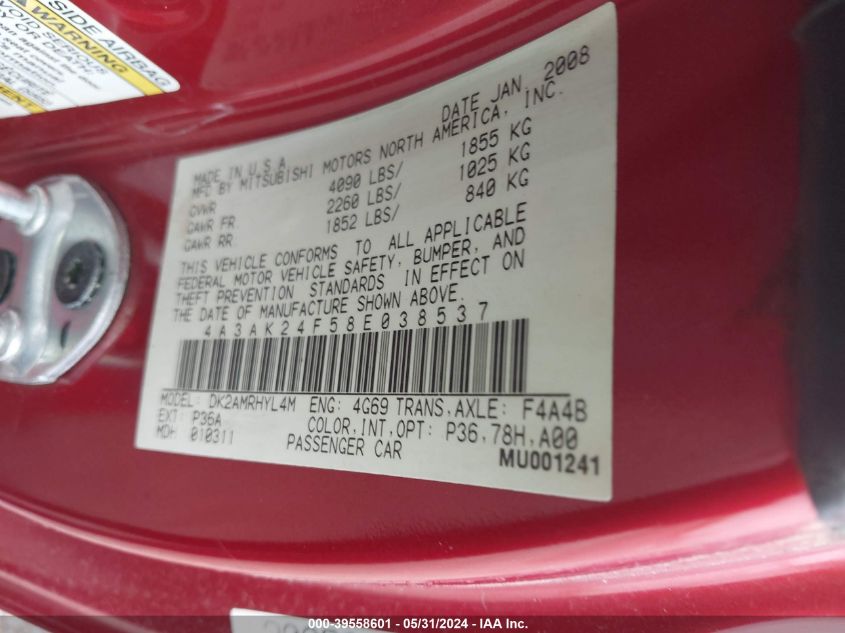 SIDE AIRBAG
WARNING
MADE IN U.S.A.
DATE JAN, 2008
MFG BY MITSUBISHI MOTORS NORTH AMERICA, INC.
GVWR 4090 LBS/ 1855 KG
GAWR FR. 2260 LBS/ 1025 KG
GAWR RR. 1852 LBS/ 840 KG
THIS VEHICLE CONFORMS TO ALL APPLICABLE
FEDERAL MOTOR VEHICLE SAFETY, BUMPER, AND
THEFT PREVENTION STANDARDS IN EFFECT ON
THE DATE OF MANUFACTURE SHOWN ABOVE.
4A3AK24F58E038537
MODEL: DK2AMRHYL4M ENG: 4G69 TRANS,AXLE: F4A4B
EXT: P36A COLOR,INT,OPT: P36,78H,A00
MDH 010311 PASSENGER CAR
MU001241
000-39558601 - 05/31/2024 - IAA Inc.